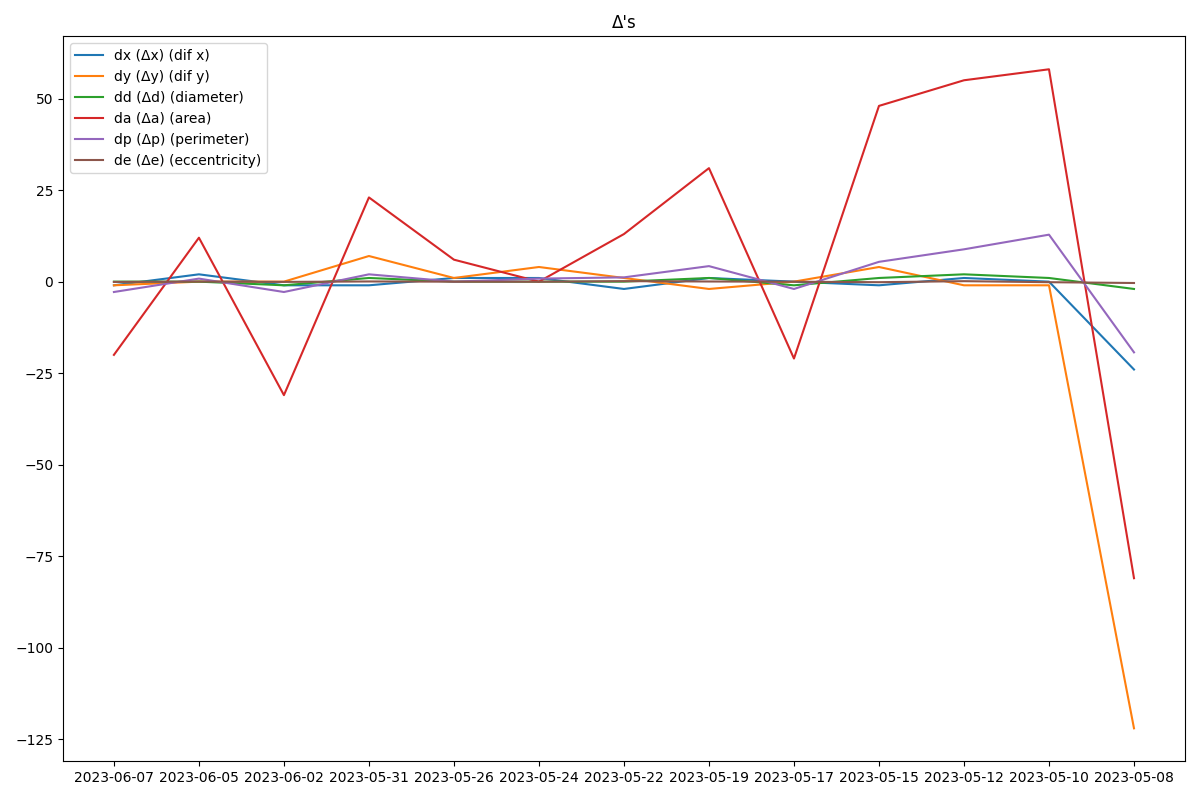 Δ's
dx (Δx) (dif x)
dy (Δy) (dif y)
dd (Δd) (diameter)
da (Δa) (area)
dp (Δp) (perimeter)
de (Δe) (eccentricity)
50
25
0
−25
−50
−75
−100
−125
2023-06-07 2023-06-05 2023-06-02 2023-05-31 2023-05-26 2023-05-24 2023-05-22 2023-05-19 2023-05-17 2023-05-15 2023-05-12 2023-05-10 2023-05-08